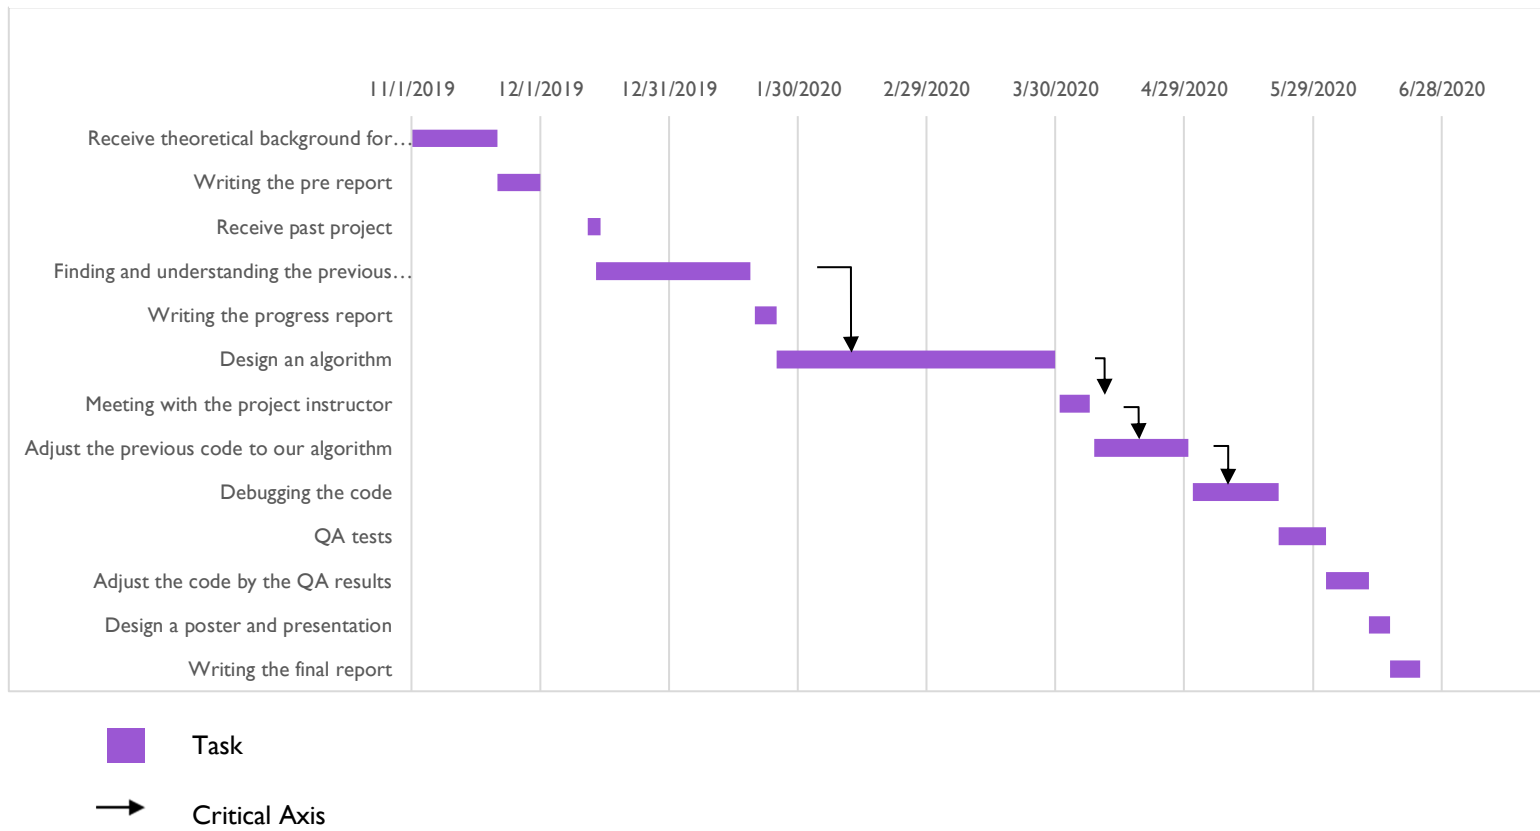 11/1/2019 12/1/2019 12/31/2019 1/30/2020 2/29/2020 3/30/2020 4/29/2020 5/29/2020 6/28/2020
Receive theoretical background for…
Writing the pre report
Receive past project
Finding and understanding the previous…
Writing the progress report
Design an algorithm
Meeting with the project instructor
Adjust the previous code to our algorithm
Debugging the code
QA tests
Adjust the code by the QA results
Design a poster and presentation
Writing the final report
Task
Critical Axis